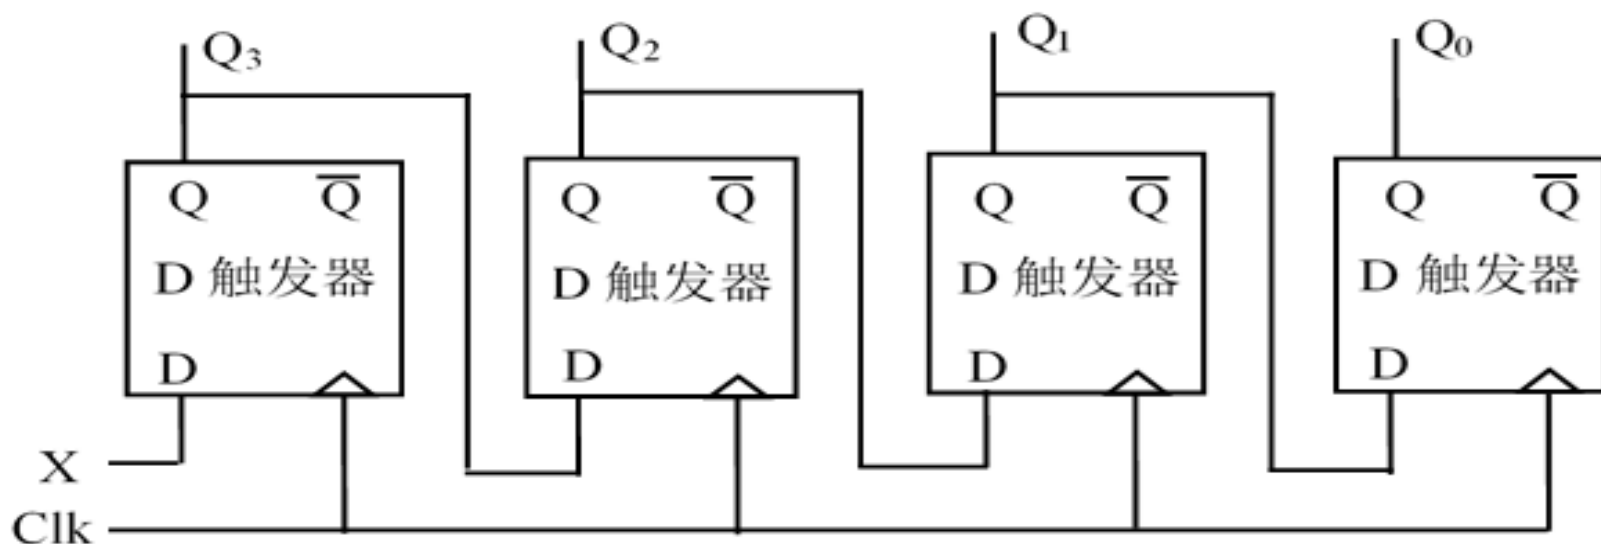 Q3 Q2 Q1 Q0
Q Q̅ Q Q̅ Q Q̅ Q Q̅
D 触发器 D 触发器 D 触发器 D 触发器
D D D D
X
Clk